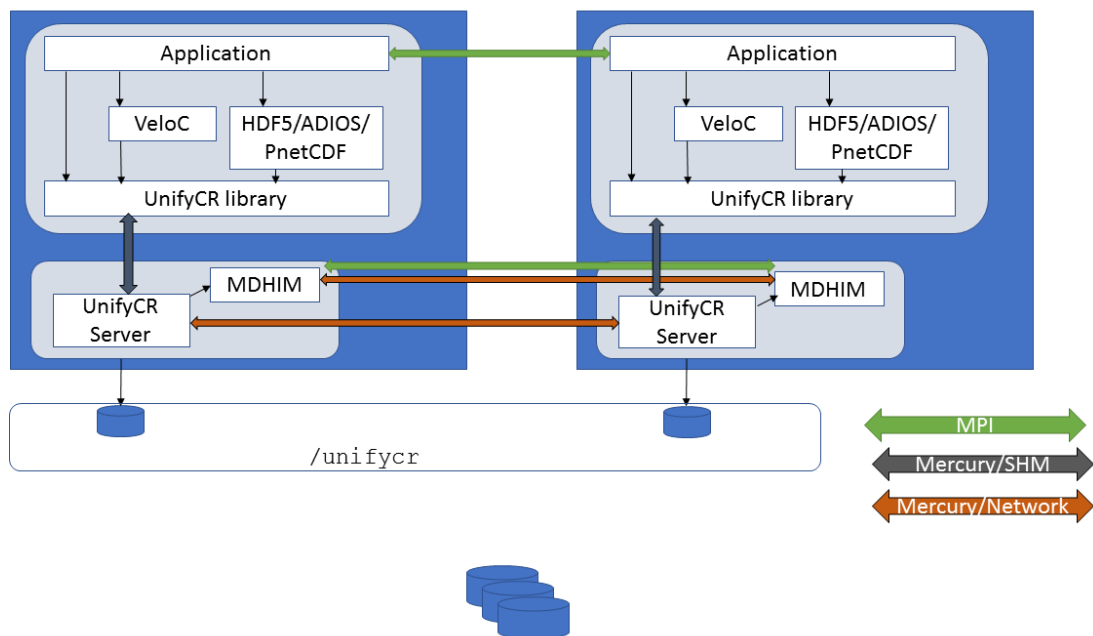 Application
VeloC
HDF5/ADIOS/
PnetCDF
UnifyCR library
MDHIM
UnifyCR
Server
Application
VeloC
HDF5/ADIOS/
PnetCDF
UnifyCR library
MDHIM
UnifyCR
Server
/unifycr
MPI
Mercury/SHM
Mercury/Network